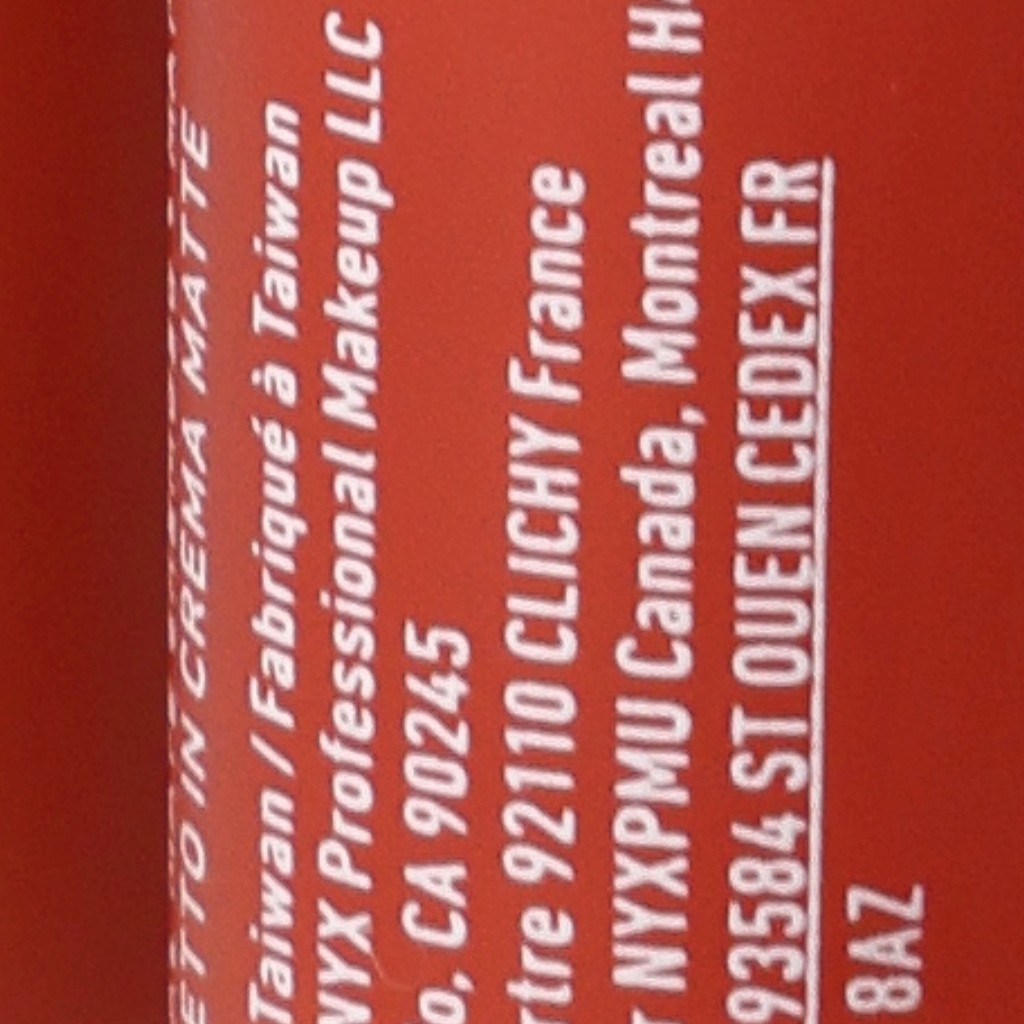 ETTO IN CREMA MATTE
Taiwan / Fabriqué à Taiwan
NYX Professional Makeup LLC
o, CA 90245
rtre 92110 CLICHY France
r NYXPMU Canada, Montreal H
93584 ST OUEN CEDEX FR
8AZ